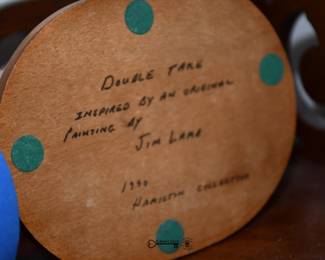 DOUBLE TAKE
INSPIRED BY AN ORIGINAL
PAINTING BY
JIM LAMB
1990
HAMILTON COLLECTION